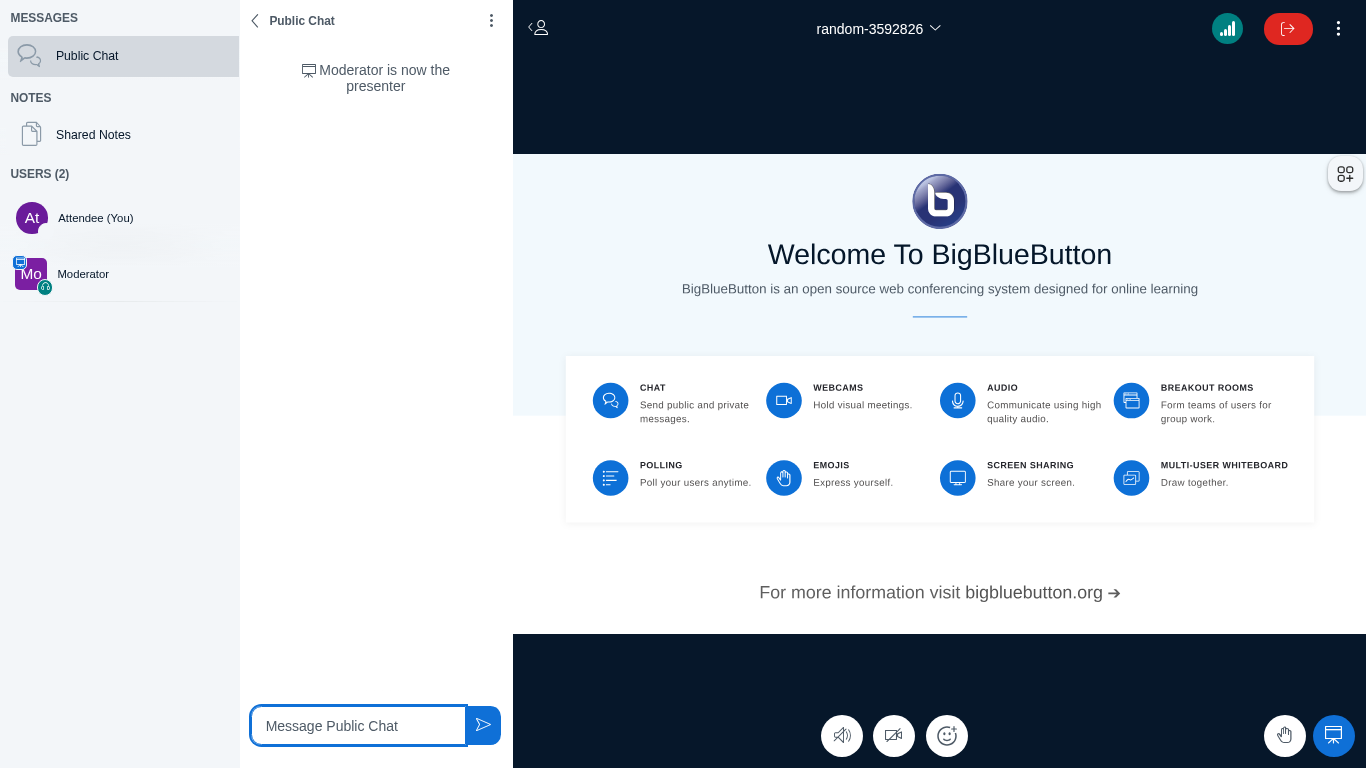 MESSAGES
Public Chat
NOTES
Shared Notes
USERS (2)
At
Attendee (You)
Mo
Moderator
Public Chat
Moderator is now the
presenter
Message Public Chat
random-3592826
Welcome To BigBlueButton
BigBlueButton is an open source web conferencing system designed for online learning
CHAT
Send public and private
messages.
WEBCAMS
Hold visual meetings.
AUDIO
Communicate using high
quality audio.
BREAKOUT ROOMS
Form teams of users for
group work.
POLLING
Poll your users anytime.
EMOJIS
Express yourself.
SCREEN SHARING
Share your screen.
MULTI-USER WHITEBOARD
Draw together.
For more information visit bigbluebutton.org →